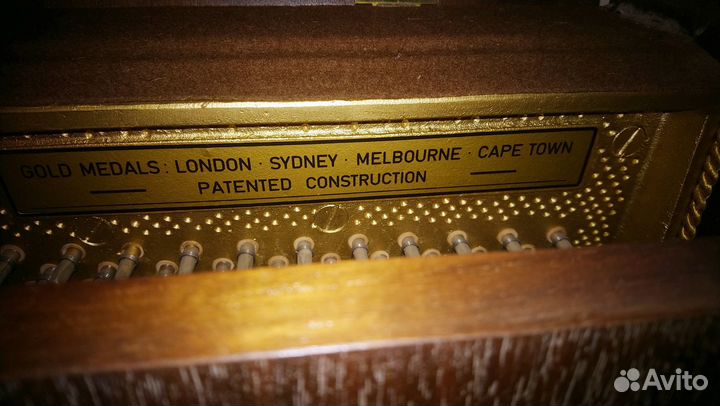 GOLD MEDALS: LONDON · SYDNEY · MELBOURNE · CAPE TOWN
PATENTED CONSTRUCTION
Avito